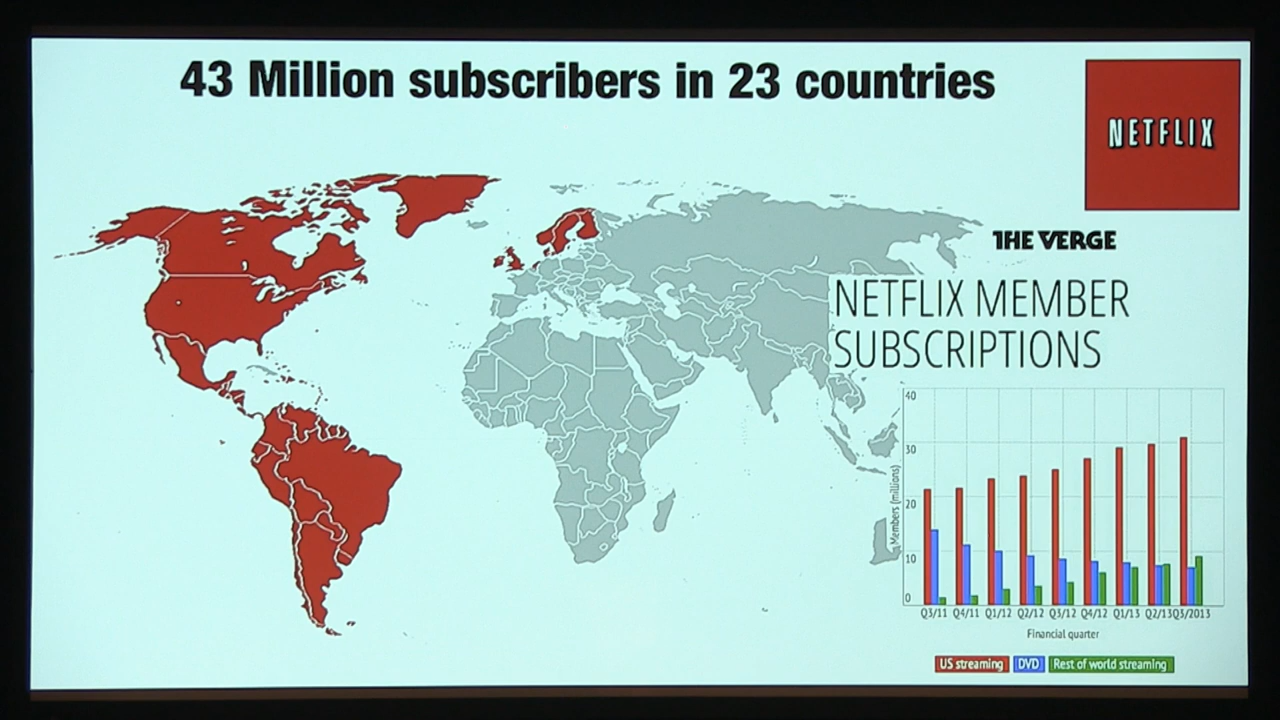 43 Million subscribers in 23 countries
NETFLIX
THE VERGE
NETFLIX MEMBER
SUBSCRIPTIONS
40
30
20
10
0
Members (millions)
Q3/11 Q4/11 Q1/12 Q2/12 Q3/12 Q4/12 Q1/13 Q2/13 Q3/2013
Financial quarter
US streaming DVD Rest of world streaming